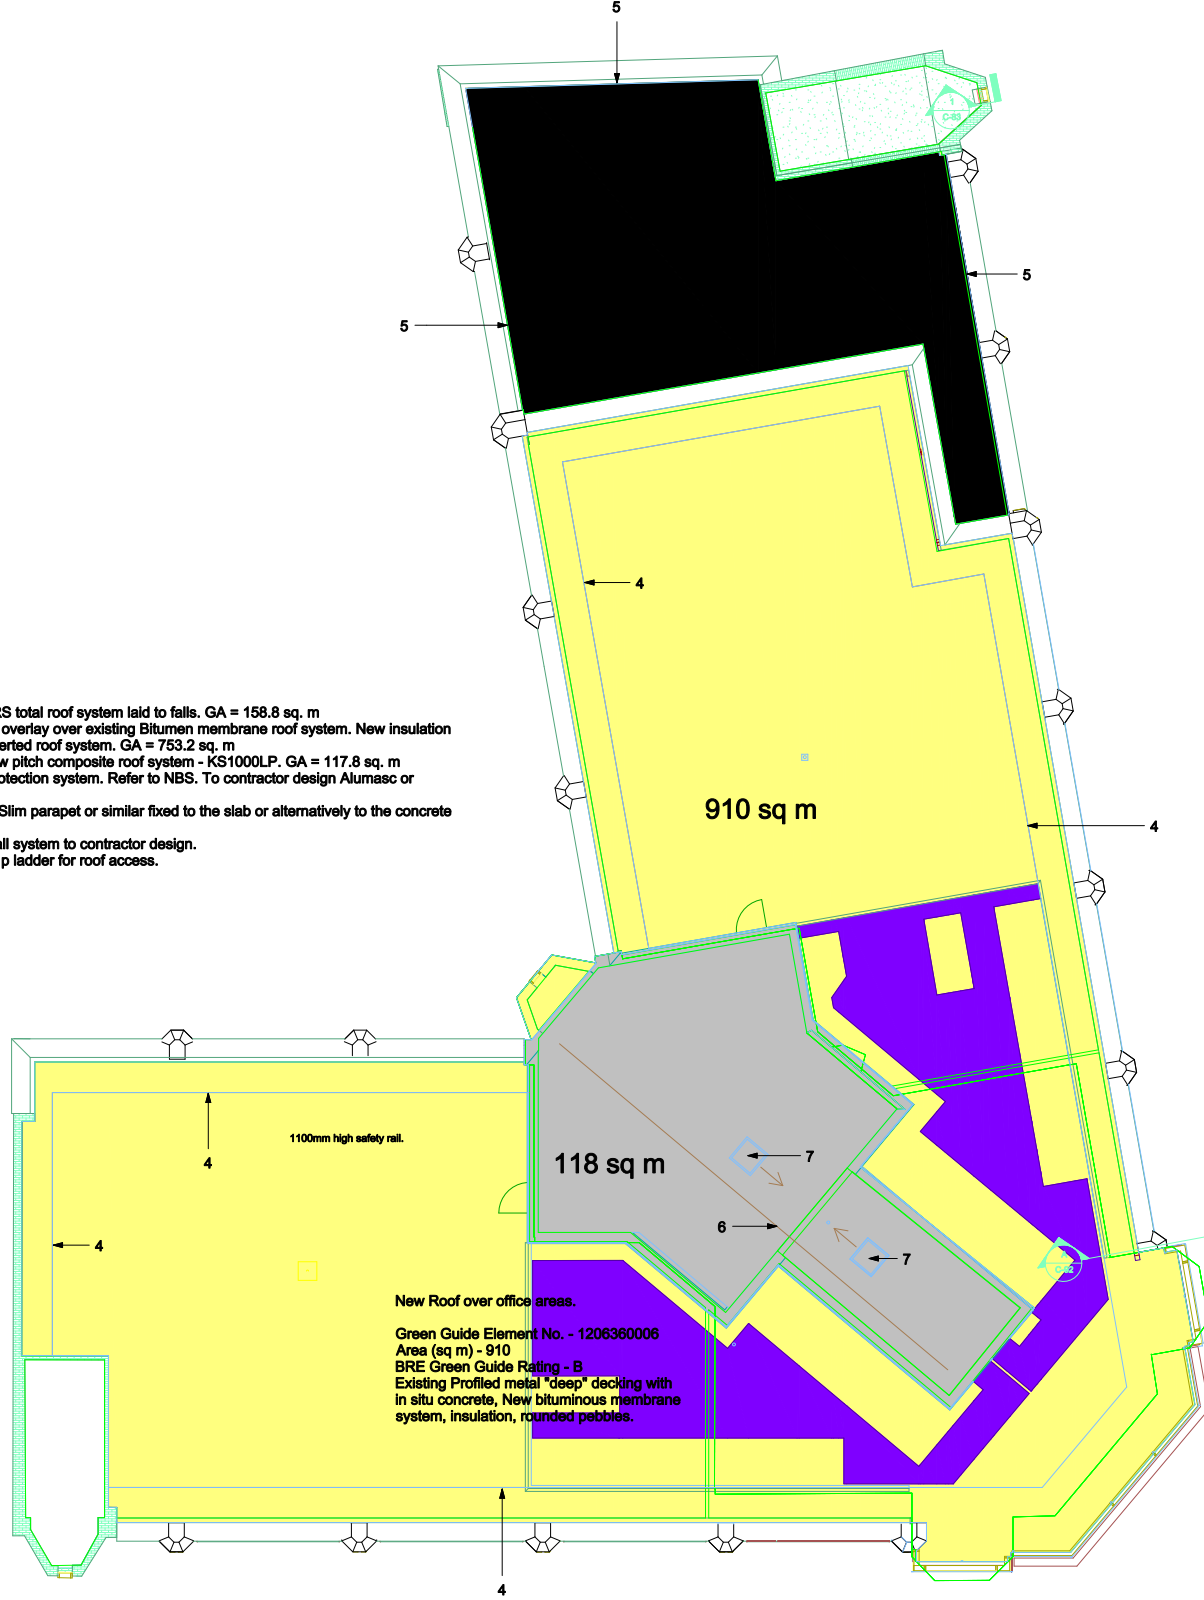 5
1
C-63
5
5
4
RS total roof system laid to falls. GA = 158.8 sq. m
overlay over existing Bitumen membrane roof system. New insulation
erted roof system. GA = 753.2 sq. m
w pitch composite roof system - KS1000LP. GA = 117.8 sq. m
otection system. Refer to NBS. To contractor design Alumasc or
Slim parapet or similar fixed to the slab or alternatively to the concrete
all system to contractor design.
p ladder for roof access.
910 sq m
4
1100mm high safety rail.
4
118 sq m
7
6
4
7
New Roof over office areas.
Green Guide Element No. - 1206360006
Area (sq m) - 910
BRE Green Guide Rating - B
Existing Profiled metal "deep" decking with
in situ concrete, New bituminous membrane
system, insulation, rounded pebbles.
4